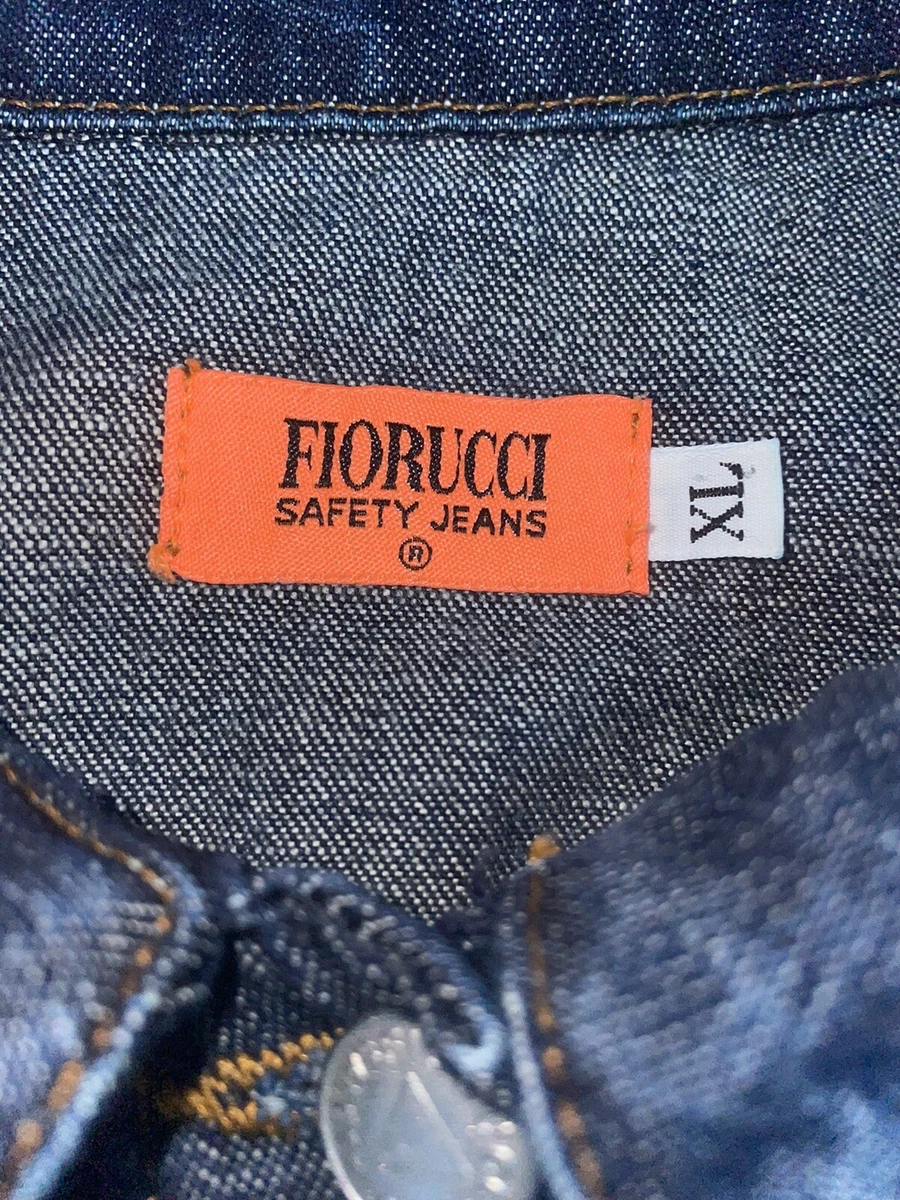 FIORUCCI
SAFETY JEANS
®
XL